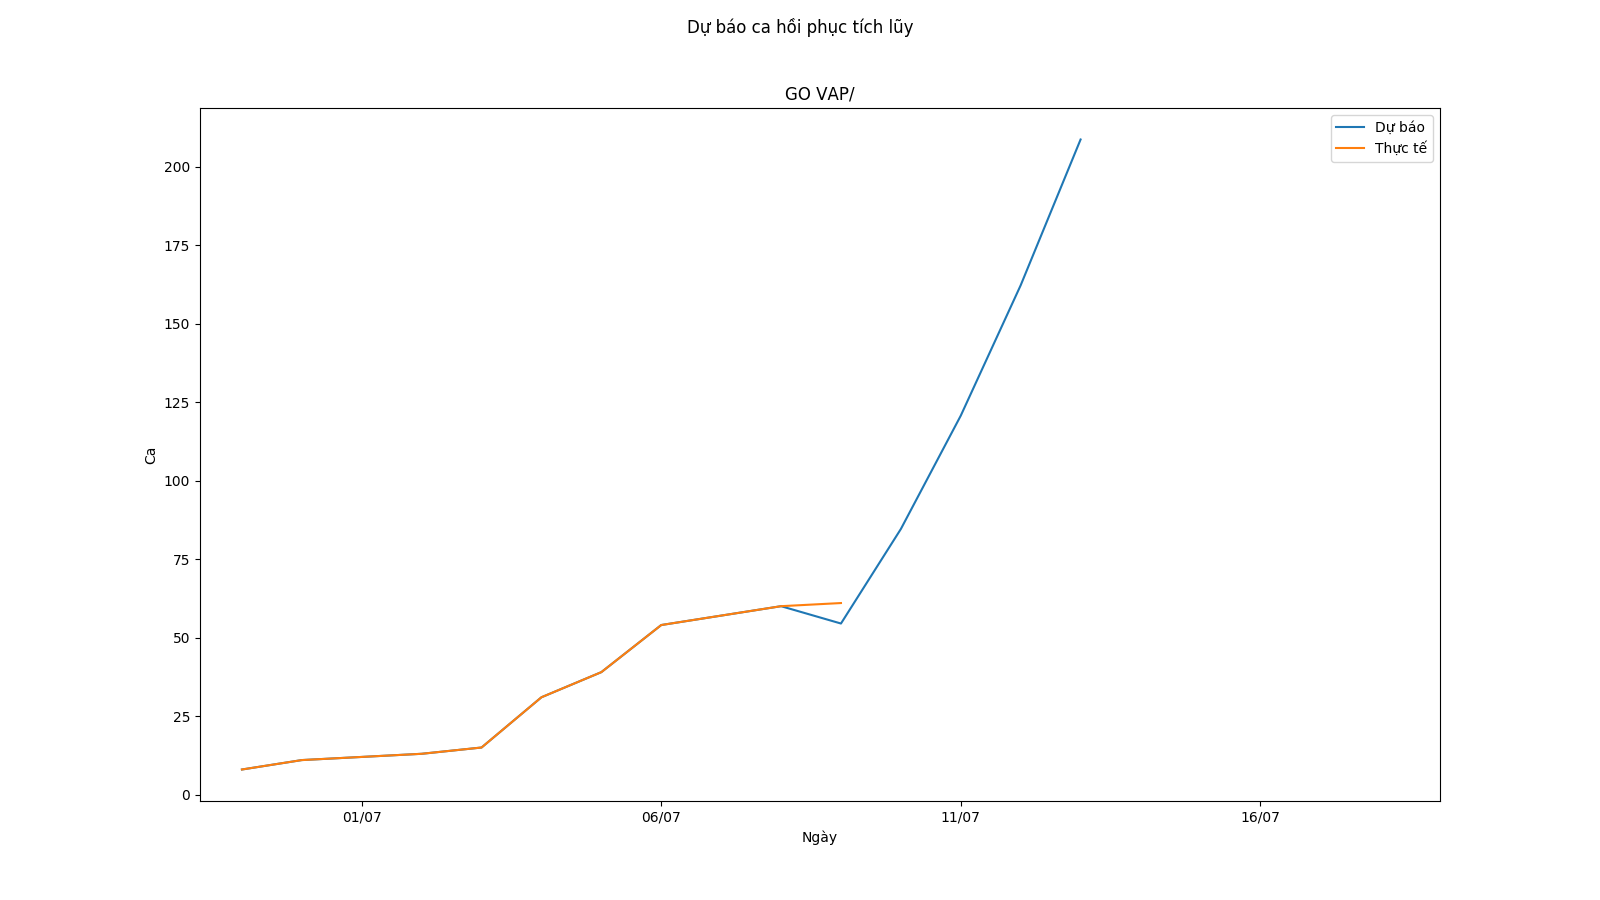 Dự báo ca hồi phục tích lũy
GO VAP/
Dự báo
Thực tế
200
175
150
125
100
75
50
25
0
Ca
01/07 06/07 11/07 16/07
Ngày